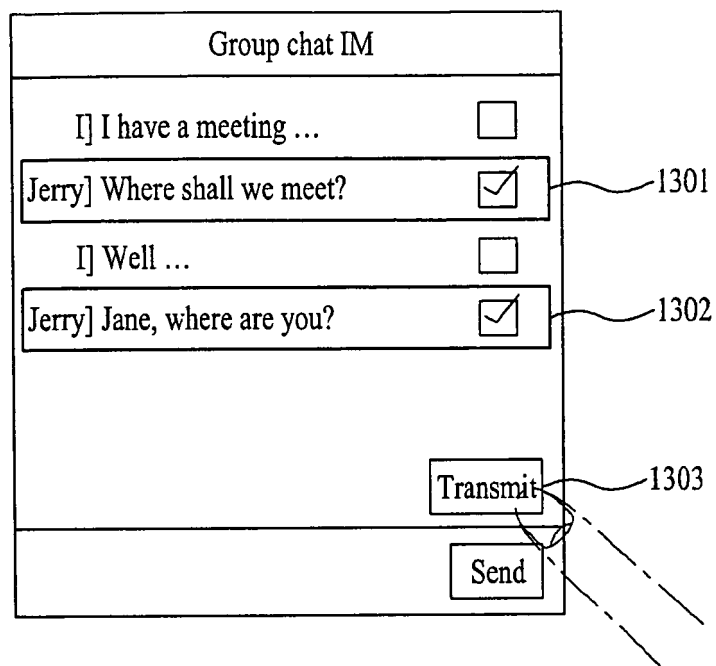 Group chat IM
I] I have a meeting ...
Jerry] Where shall we meet?
1301
I] Well ...
Jerry] Jane, where are you?
1302
Transmit
1303
Send